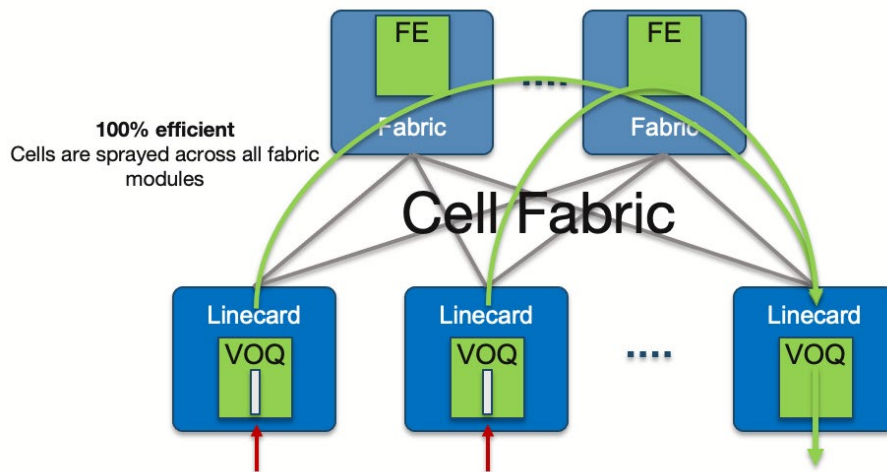 FE
FE
....
Fabric
Fabric
100% efficient
Cells are sprayed across all fabric
modules
Cell Fabric
Linecard
Linecard
Linecard
VOQ
VOQ
....
VOQ